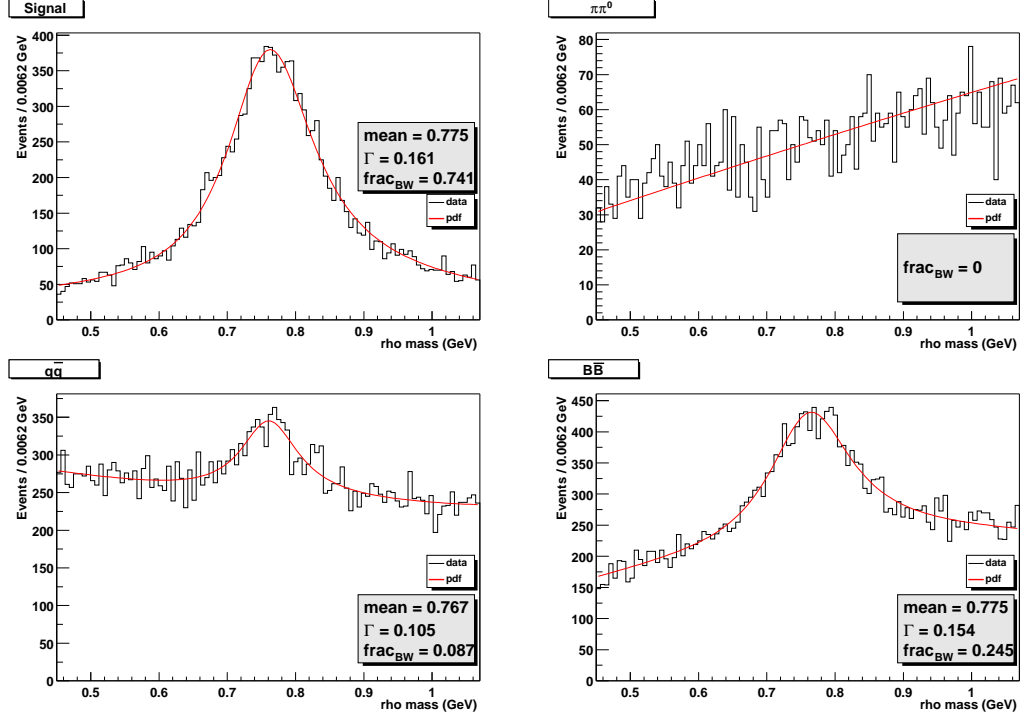 Signal
Events / 0.0062 GeV
400
350
300
250
200
150
100
50
0
mean = 0.775
Γ = 0.161
frac_BW = 0.741
data
pdf
0.5 0.6 0.7 0.8 0.9 1
rho mass (GeV)
ππ⁰
Events / 0.0062 GeV
80
70
60
50
40
30
20
10
0
data
pdf
frac_BW = 0
0.5 0.6 0.7 0.8 0.9 1
rho mass (GeV)
qq̅
Events / 0.0062 GeV
350
300
250
200
150
100
50
0
data
pdf
mean = 0.767
Γ = 0.105
frac_BW = 0.087
0.5 0.6 0.7 0.8 0.9 1
rho mass (GeV)
BB̅
Events / 0.0062 GeV
450
400
350
300
250
200
150
100
50
0
data
pdf
mean = 0.775
Γ = 0.154
frac_BW = 0.245
0.5 0.6 0.7 0.8 0.9 1
rho mass (GeV)